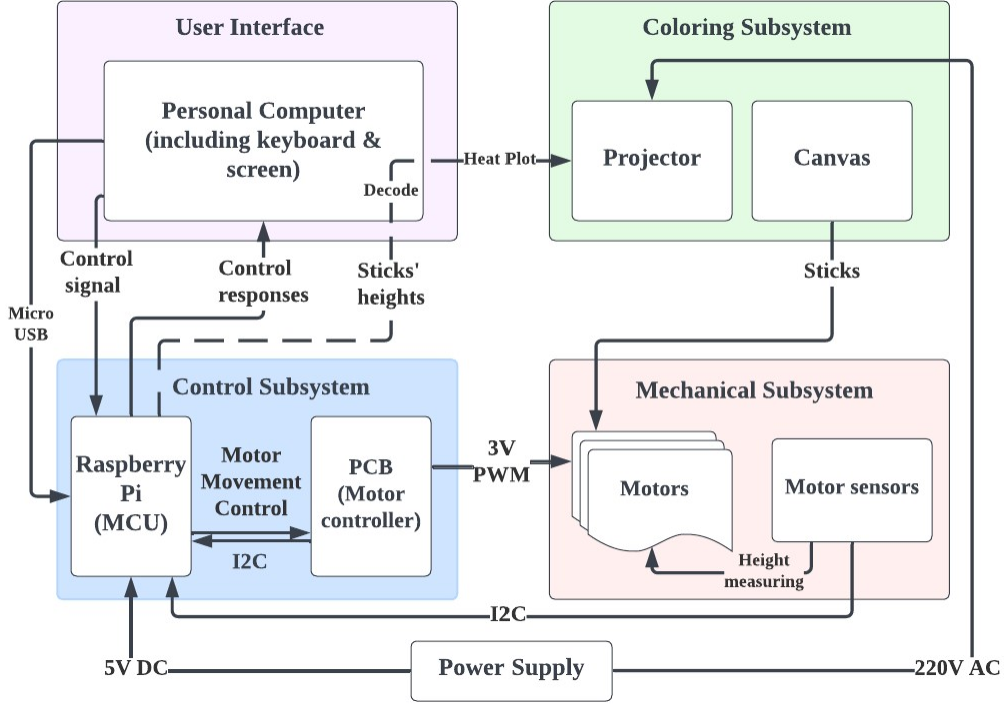 User Interface
Coloring Subsystem
Personal Computer
(including keyboard &
screen)
Decode
Heat Plot
Projector
Canvas
Control
signal
Control
responses
Sticks'
heights
Sticks
Micro
USB
Control Subsystem
Mechanical Subsystem
Raspberry
Pi
(MCU)
Motor
Movement
Control
I2C
PCB
(Motor
controller)
3V
PWM
Motors
Motor sensors
Height
measuring
I2C
5V DC
Power Supply
220V AC